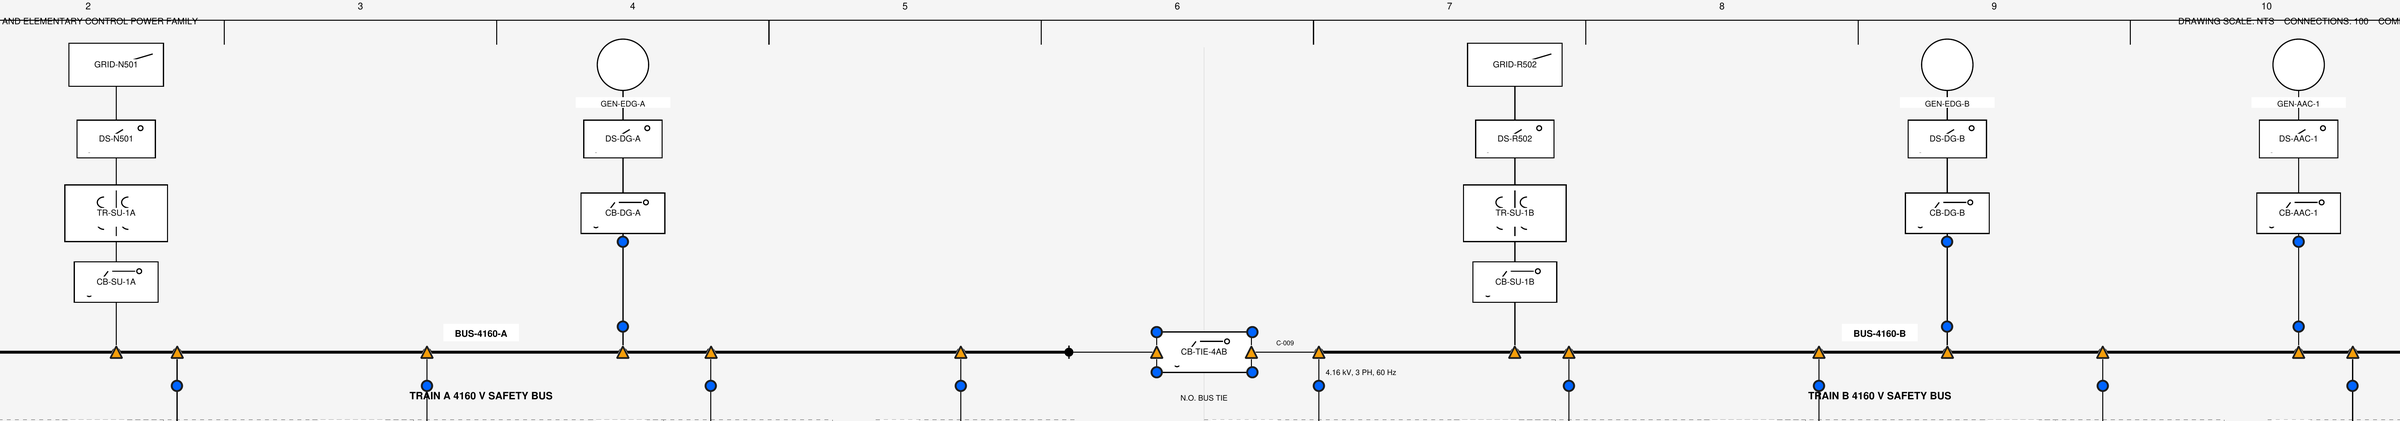 2 3 4 5 6 7 8 9 10
AND ELEMENTARY CONTROL POWER FAMILY
DRAWING SCALE: NTS CONNECTIONS: 100 COM
GRID-N501
GRID-R502
GEN-EDG-A
GEN-EDG-B
GEN-AAC-1
DS-N501
DS-DG-A
DS-R502
DS-DG-B
DS-AAC-1
TR-SU-1A
CB-DG-A
TR-SU-1B
CB-DG-B
CB-AAC-1
CB-SU-1A
CB-SU-1B
BUS-4160-A
BUS-4160-B
CB-TIE-4AB
C-009
4.16 kV, 3 PH, 60 Hz
TRAIN A 4160 V SAFETY BUS
N.O. BUS TIE
TRAIN B 4160 V SAFETY BUS